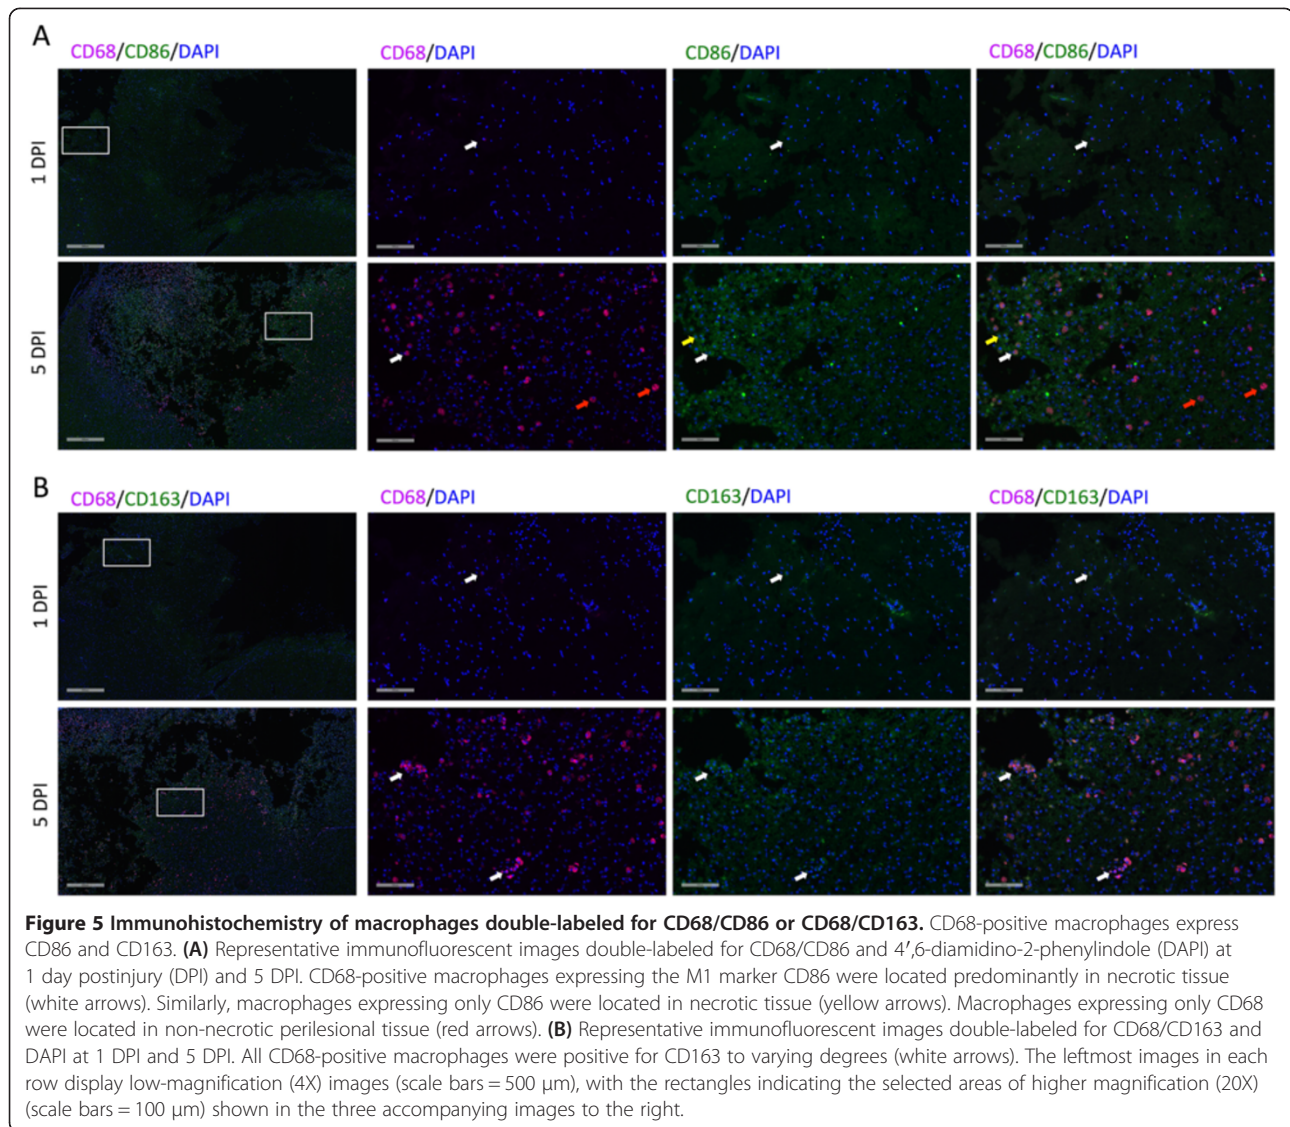 A
CD68/CD86/DAPI
CD68/DAPI
CD86/DAPI
CD68/CD86/DAPI
1 DPI
5 DPI
B
CD68/CD163/DAPI
CD68/DAPI
CD163/DAPI
CD68/CD163/DAPI
1 DPI
5 DPI
Figure 5 Immunohistochemistry of macrophages double-labeled for CD68/CD86 or CD68/CD163. CD68-positive macrophages express
CD86 and CD163. (A) Representative immunofluorescent images double-labeled for CD68/CD86 and 4′,6-diamidino-2-phenylindole (DAPI) at
1 day postinjury (DPI) and 5 DPI. CD68-positive macrophages expressing the M1 marker CD86 were located predominantly in necrotic tissue
(white arrows). Similarly, macrophages expressing only CD86 were located in necrotic tissue (yellow arrows). Macrophages expressing only CD68
were located in non-necrotic perilesional tissue (red arrows). (B) Representative immunofluorescent images double-labeled for CD68/CD163 and
DAPI at 1 DPI and 5 DPI. All CD68-positive macrophages were positive for CD163 to varying degrees (white arrows). The leftmost images in each
row display low-magnification (4X) images (scale bars = 500 μm), with the rectangles indicating the selected areas of higher magnification (20X)
(scale bars = 100 μm) shown in the three accompanying images to the right.